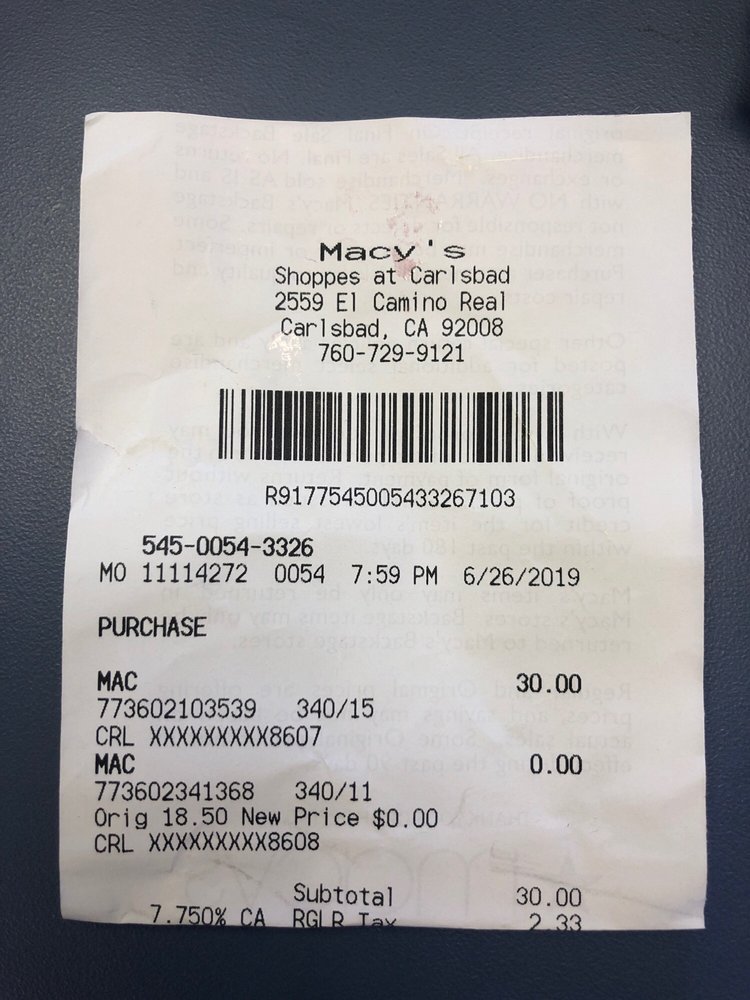 Macy's
Shoppes at Carlsbad
2559 El Camino Real
Carlsbad, CA 92008
760-729-9121
R9177545005433267103
545-0054-3326
MO 11114272 0054 7:59 PM 6/26/2019
PURCHASE
MAC 30.00
773602103539 340/15
CRL XXXXXXXXX8607
MAC 0.00
773602341368 340/11
Orig 18.50 New Price $0.00
CRL XXXXXXXXX8608
Subtotal 30.00
7.750% CA RGLR Tax 2.33